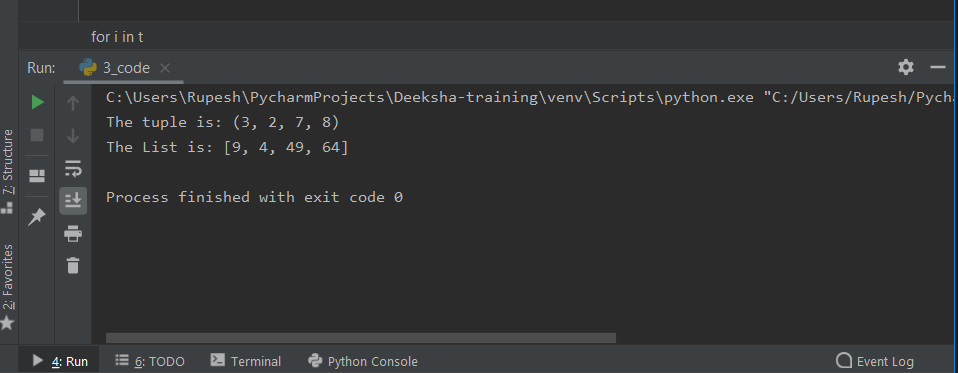 for i in t
Run: 3_code
C:\Users\Rupesh\PycharmProjects\Deeksha-training\venv\Scripts\python.exe "C:/Users/Rupesh/Pycha
The tuple is: (3, 2, 7, 8)
The List is: [9, 4, 49, 64]
Process finished with exit code 0
7: Structure
2: Favorites
4: Run 6: TODO Terminal Python Console Event Log